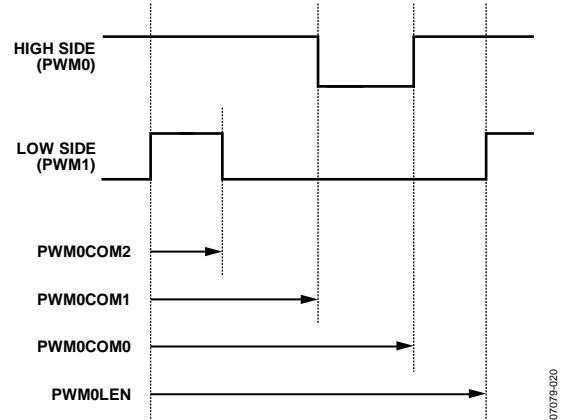 HIGH SIDE
(PWM0)
LOW SIDE
(PWM1)
PWM0COM2
PWM0COM1
PWM0COM0
PWM0LEN
07079-020